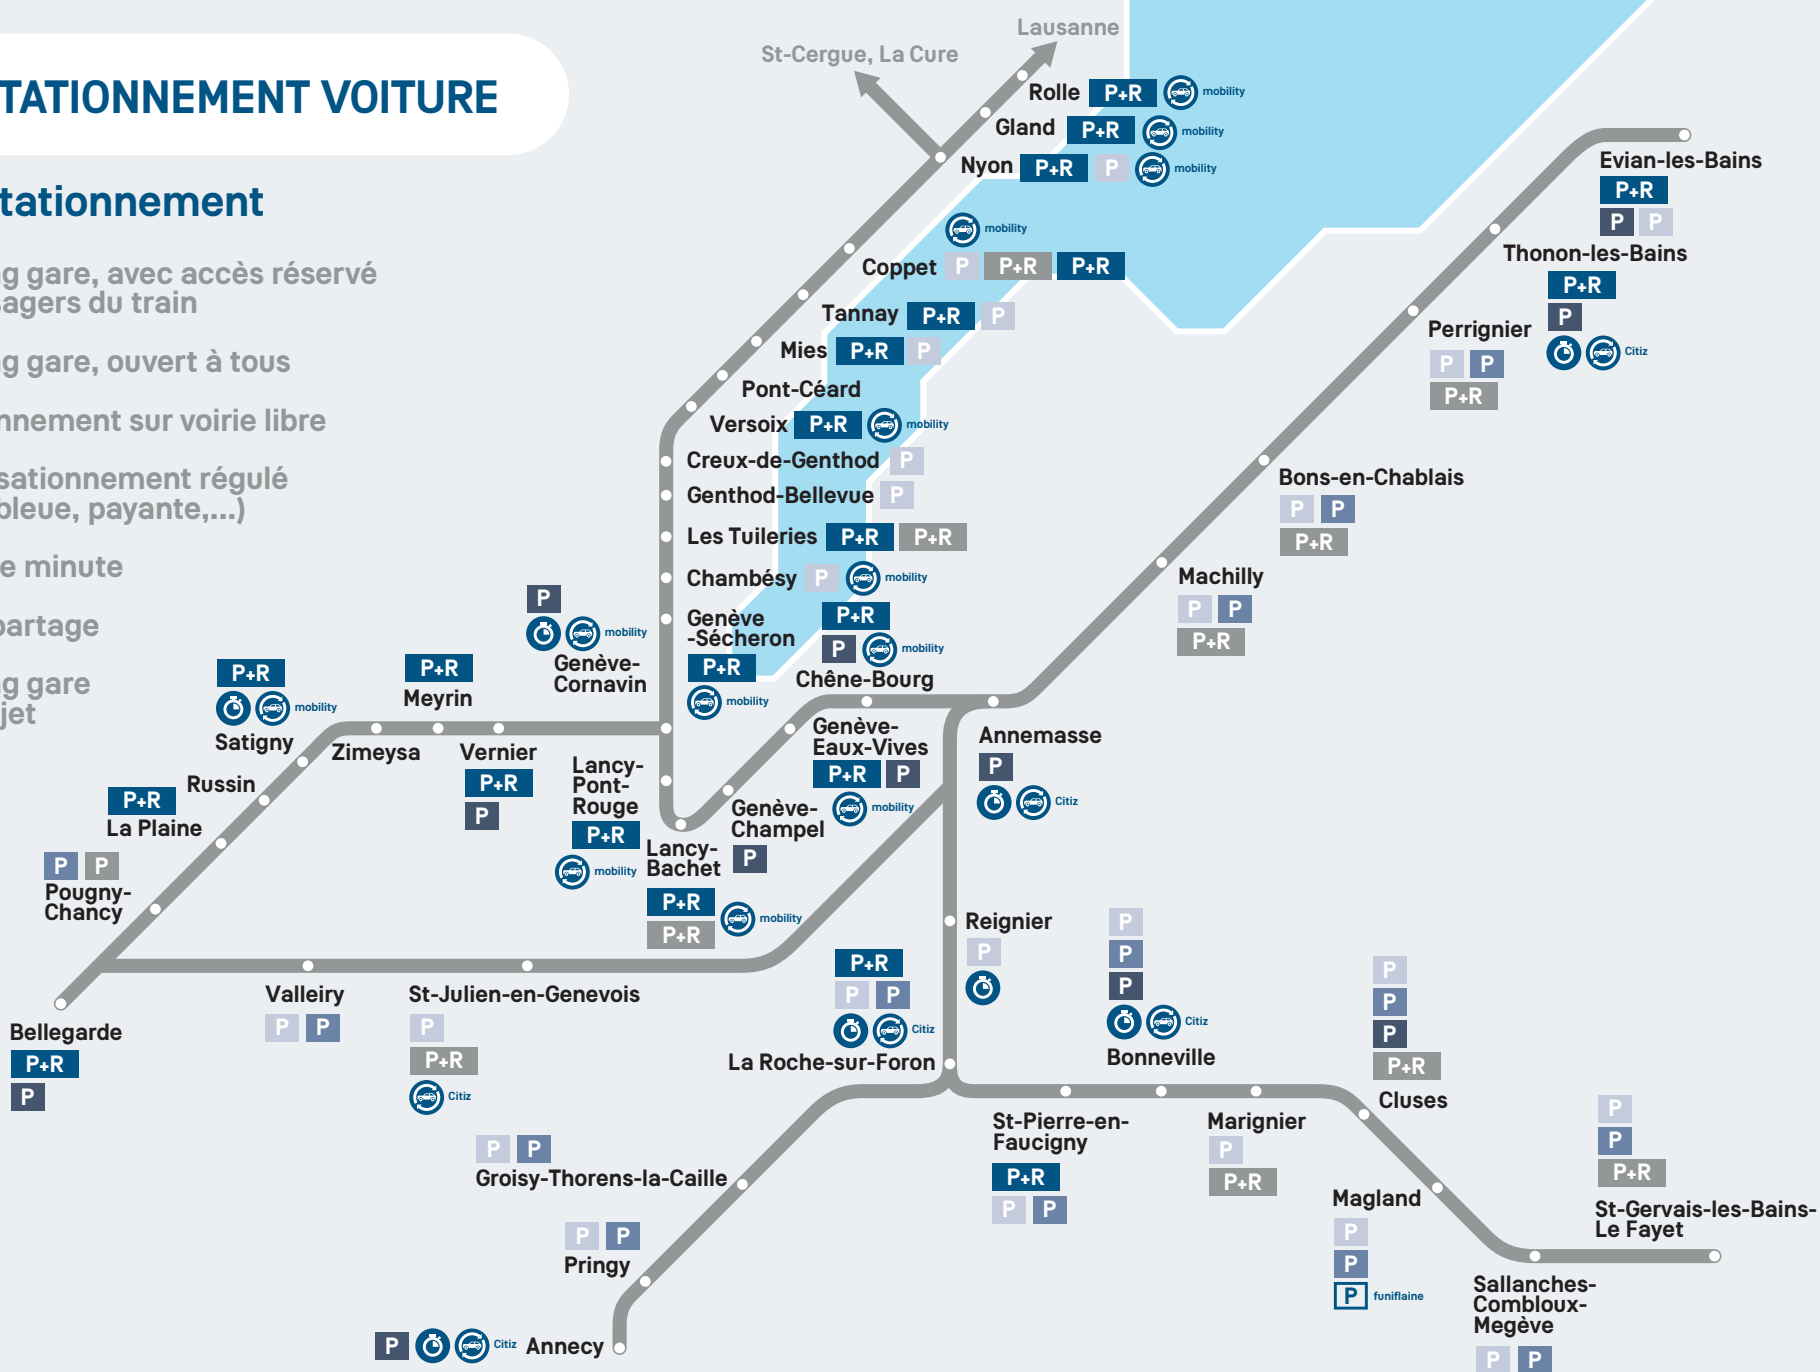 TATIONNEMENT VOITURE
tationnement
ng gare, avec accès réservé
sagers du train
ng gare, ouvert à tous
nnement sur voirie libre
sationnement régulé
bleue, payante,...)
e minute
partage
ng gare
jet
Lausanne
St-Cergue, La Cure
Rolle P+R mobility
Gland P+R mobility
Nyon P+R P mobility
mobility
Coppet P P+R P+R
Tannay P+R P
Mies P+R P
Pont-Céard
Versoix P+R mobility
Creux-de-Genthod P
Genthod-Bellevue P
Les Tuileries P+R P+R
Chambésy P mobility
Genève
-Sécheron
P+R
mobility
P+R
P mobility
Chêne-Bourg
Evian-les-Bains
P+R
P P
Thonon-les-Bains
P+R
P
Citiz
Perrignier
P P
P+R
Bons-en-Chablais
P P
P+R
Machilly
P P
P+R
P
mobility
Genève-
Cornavin
P+R
Meyrin
P+R
mobility
Satigny
Zimeysa
Vernier
P+R
P
Russin
P+R
La Plaine
P P
Pougny-
Chancy
Lancy-
Pont-
Rouge
P+R
mobility
Lancy-
Bachet
P+R
P+R
mobility
Genève-
Champel
P
Genève-
Eaux-Vives
P+R P
mobility
Annemasse
P
Citiz
Bellegarde
P+R
P
Valleiry
P P
St-Julien-en-Genevois
P
P+R
Citiz
Reignier
P
P+R
P P
Citiz
La Roche-sur-Foron
P
P
P
Citiz
Bonneville
P
P
P
P+R
Cluses
St-Pierre-en-
Faucigny
P+R
P P
Marignier
P
P+R
Magland
P
P
P funiflaine
P
P
P+R
St-Gervais-les-Bains-
Le Fayet
Sallanches-
Combloux-
Megève
P P
P P
Groisy-Thorens-la-Caille
P P
Pringy
P Citiz Annecy